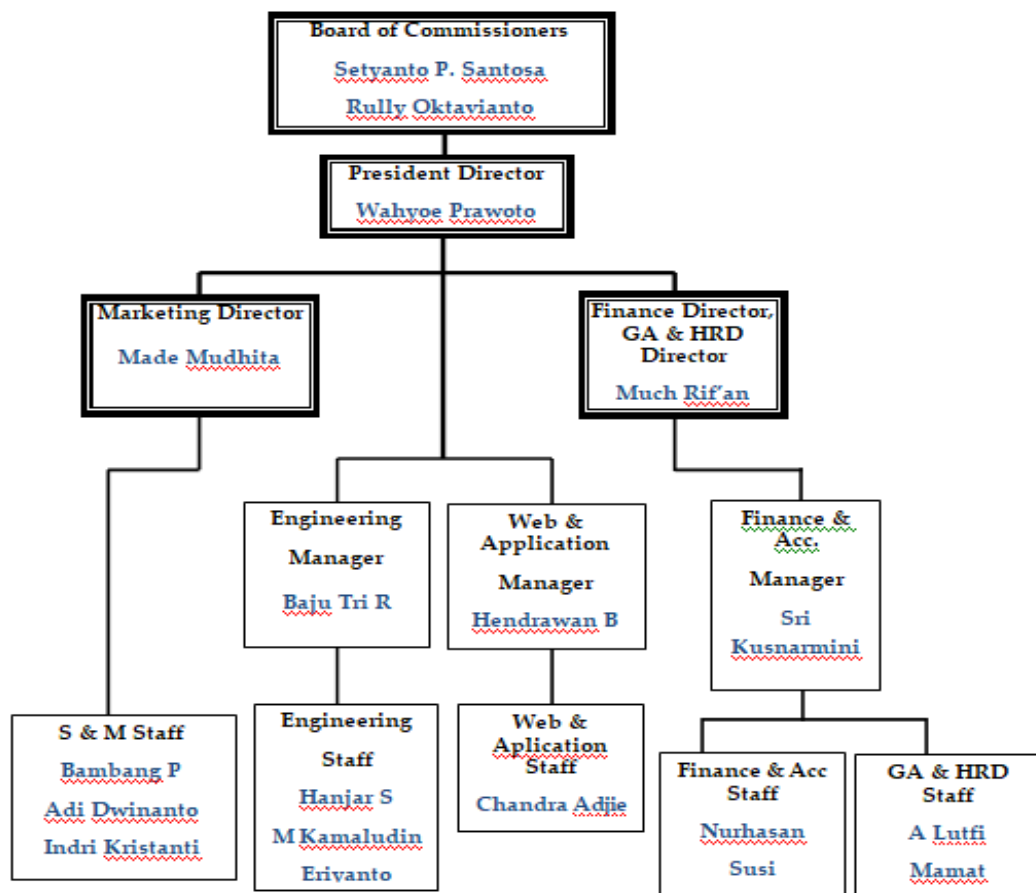 Board of Commissioners
Setyanto P. Santosa
Rully Oktavianto
President Director
Wahyoe Prawoto
Marketing Director
Made Mudhita
Finance Director,
GA & HRD
Director
Much Rif’an
Engineering
Manager
Baju Tri R
Web &
Application
Manager
Hendrawan B
Finance &
Acc.
Manager
Sri
Kusnarmini
S & M Staff
Bambang P
Adi Dwinanto
Indri Kristanti
Engineering
Staff
Hanjar S
M Kamaludin
Eriyanto
Web &
Aplication
Staff
Chandra Adjie
Finance & Acc
Staff
Nurhasan
Susi
GA & HRD
Staff
A Lutfi
Mamat